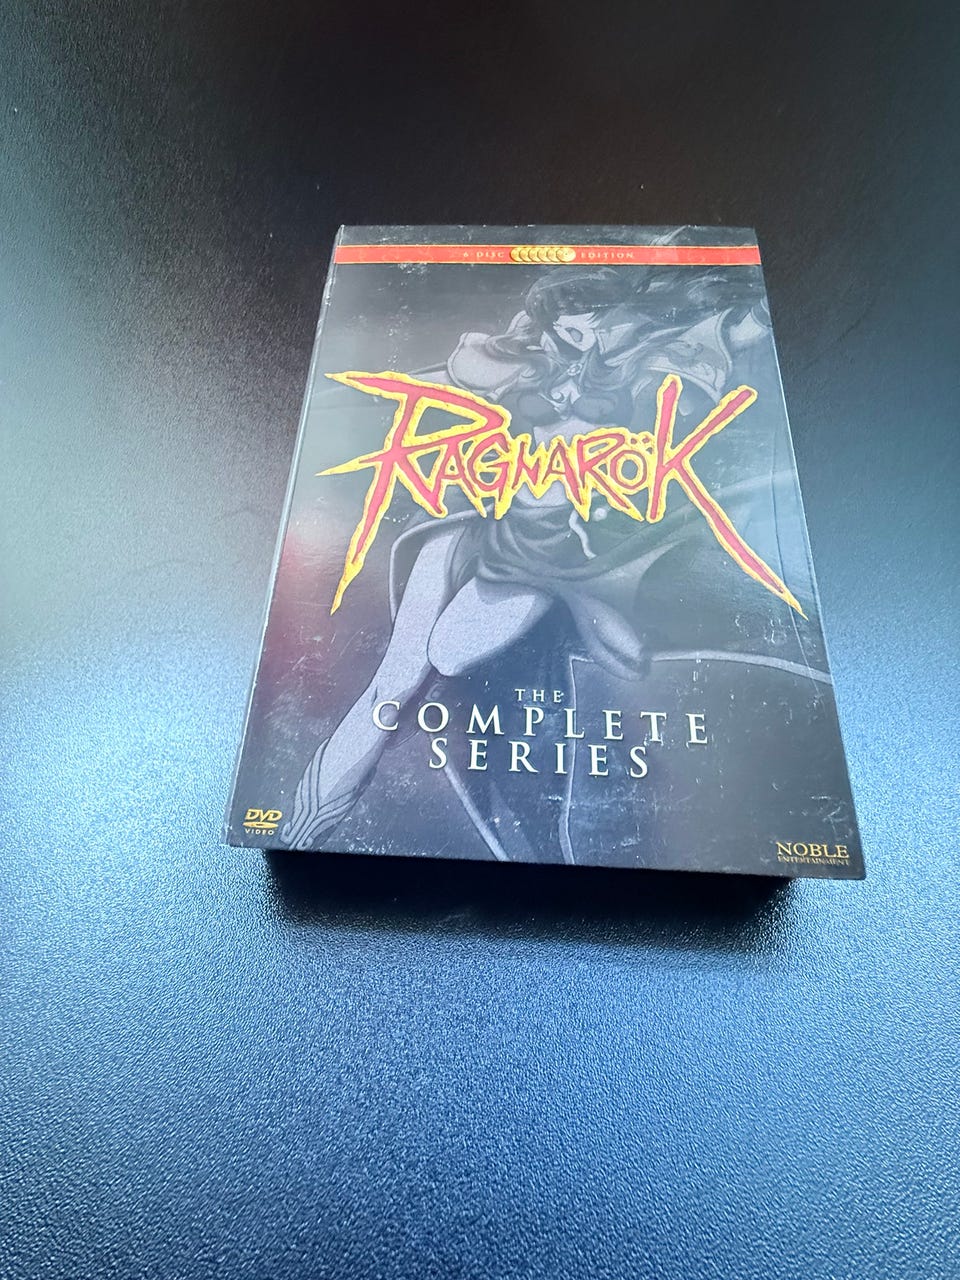 6-DISC EDITION
RAGNARÖK
THE
COMPLETE
SERIES
DVD
VIDEO
NOBLE
ENTERTAINMENT